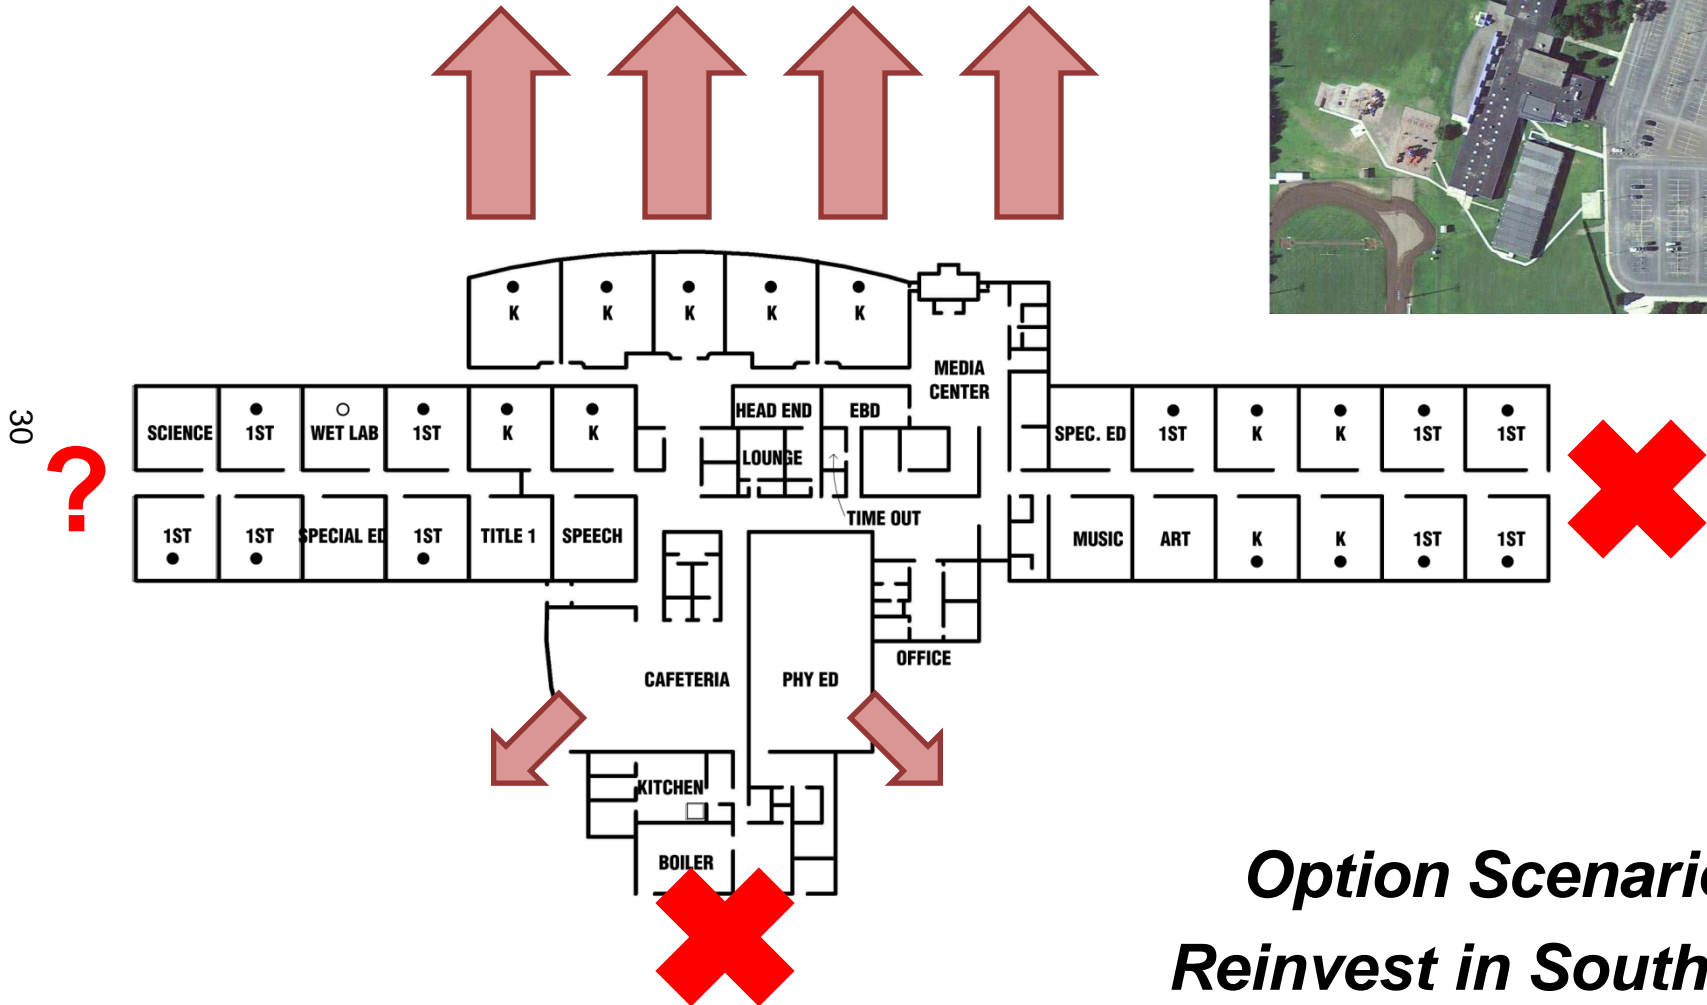 K K K K K
MEDIA
CENTER
HEAD END EBD
SCIENCE 1ST WET LAB 1ST K K
SPEC. ED 1ST K K 1ST 1ST
LOUNGE
30
?
TIME OUT
1ST 1ST SPECIAL ED 1ST TITLE 1 SPEECH
MUSIC ART K K 1ST 1ST
OFFICE
CAFETERIA PHY ED
KITCHEN
BOILER
Option Scenario
Reinvest in South